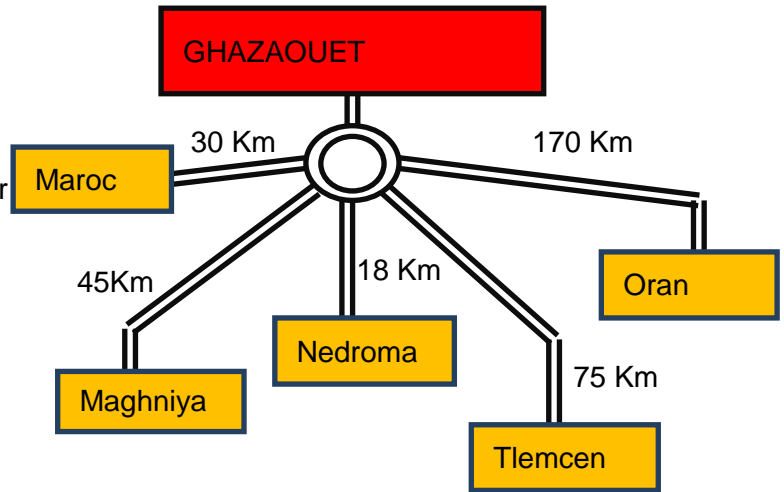 GHAZAOUET
30 Km
170 Km
r
Maroc
45Km
18 Km
Oran
Nedroma
75 Km
Maghniya
Tlemcen